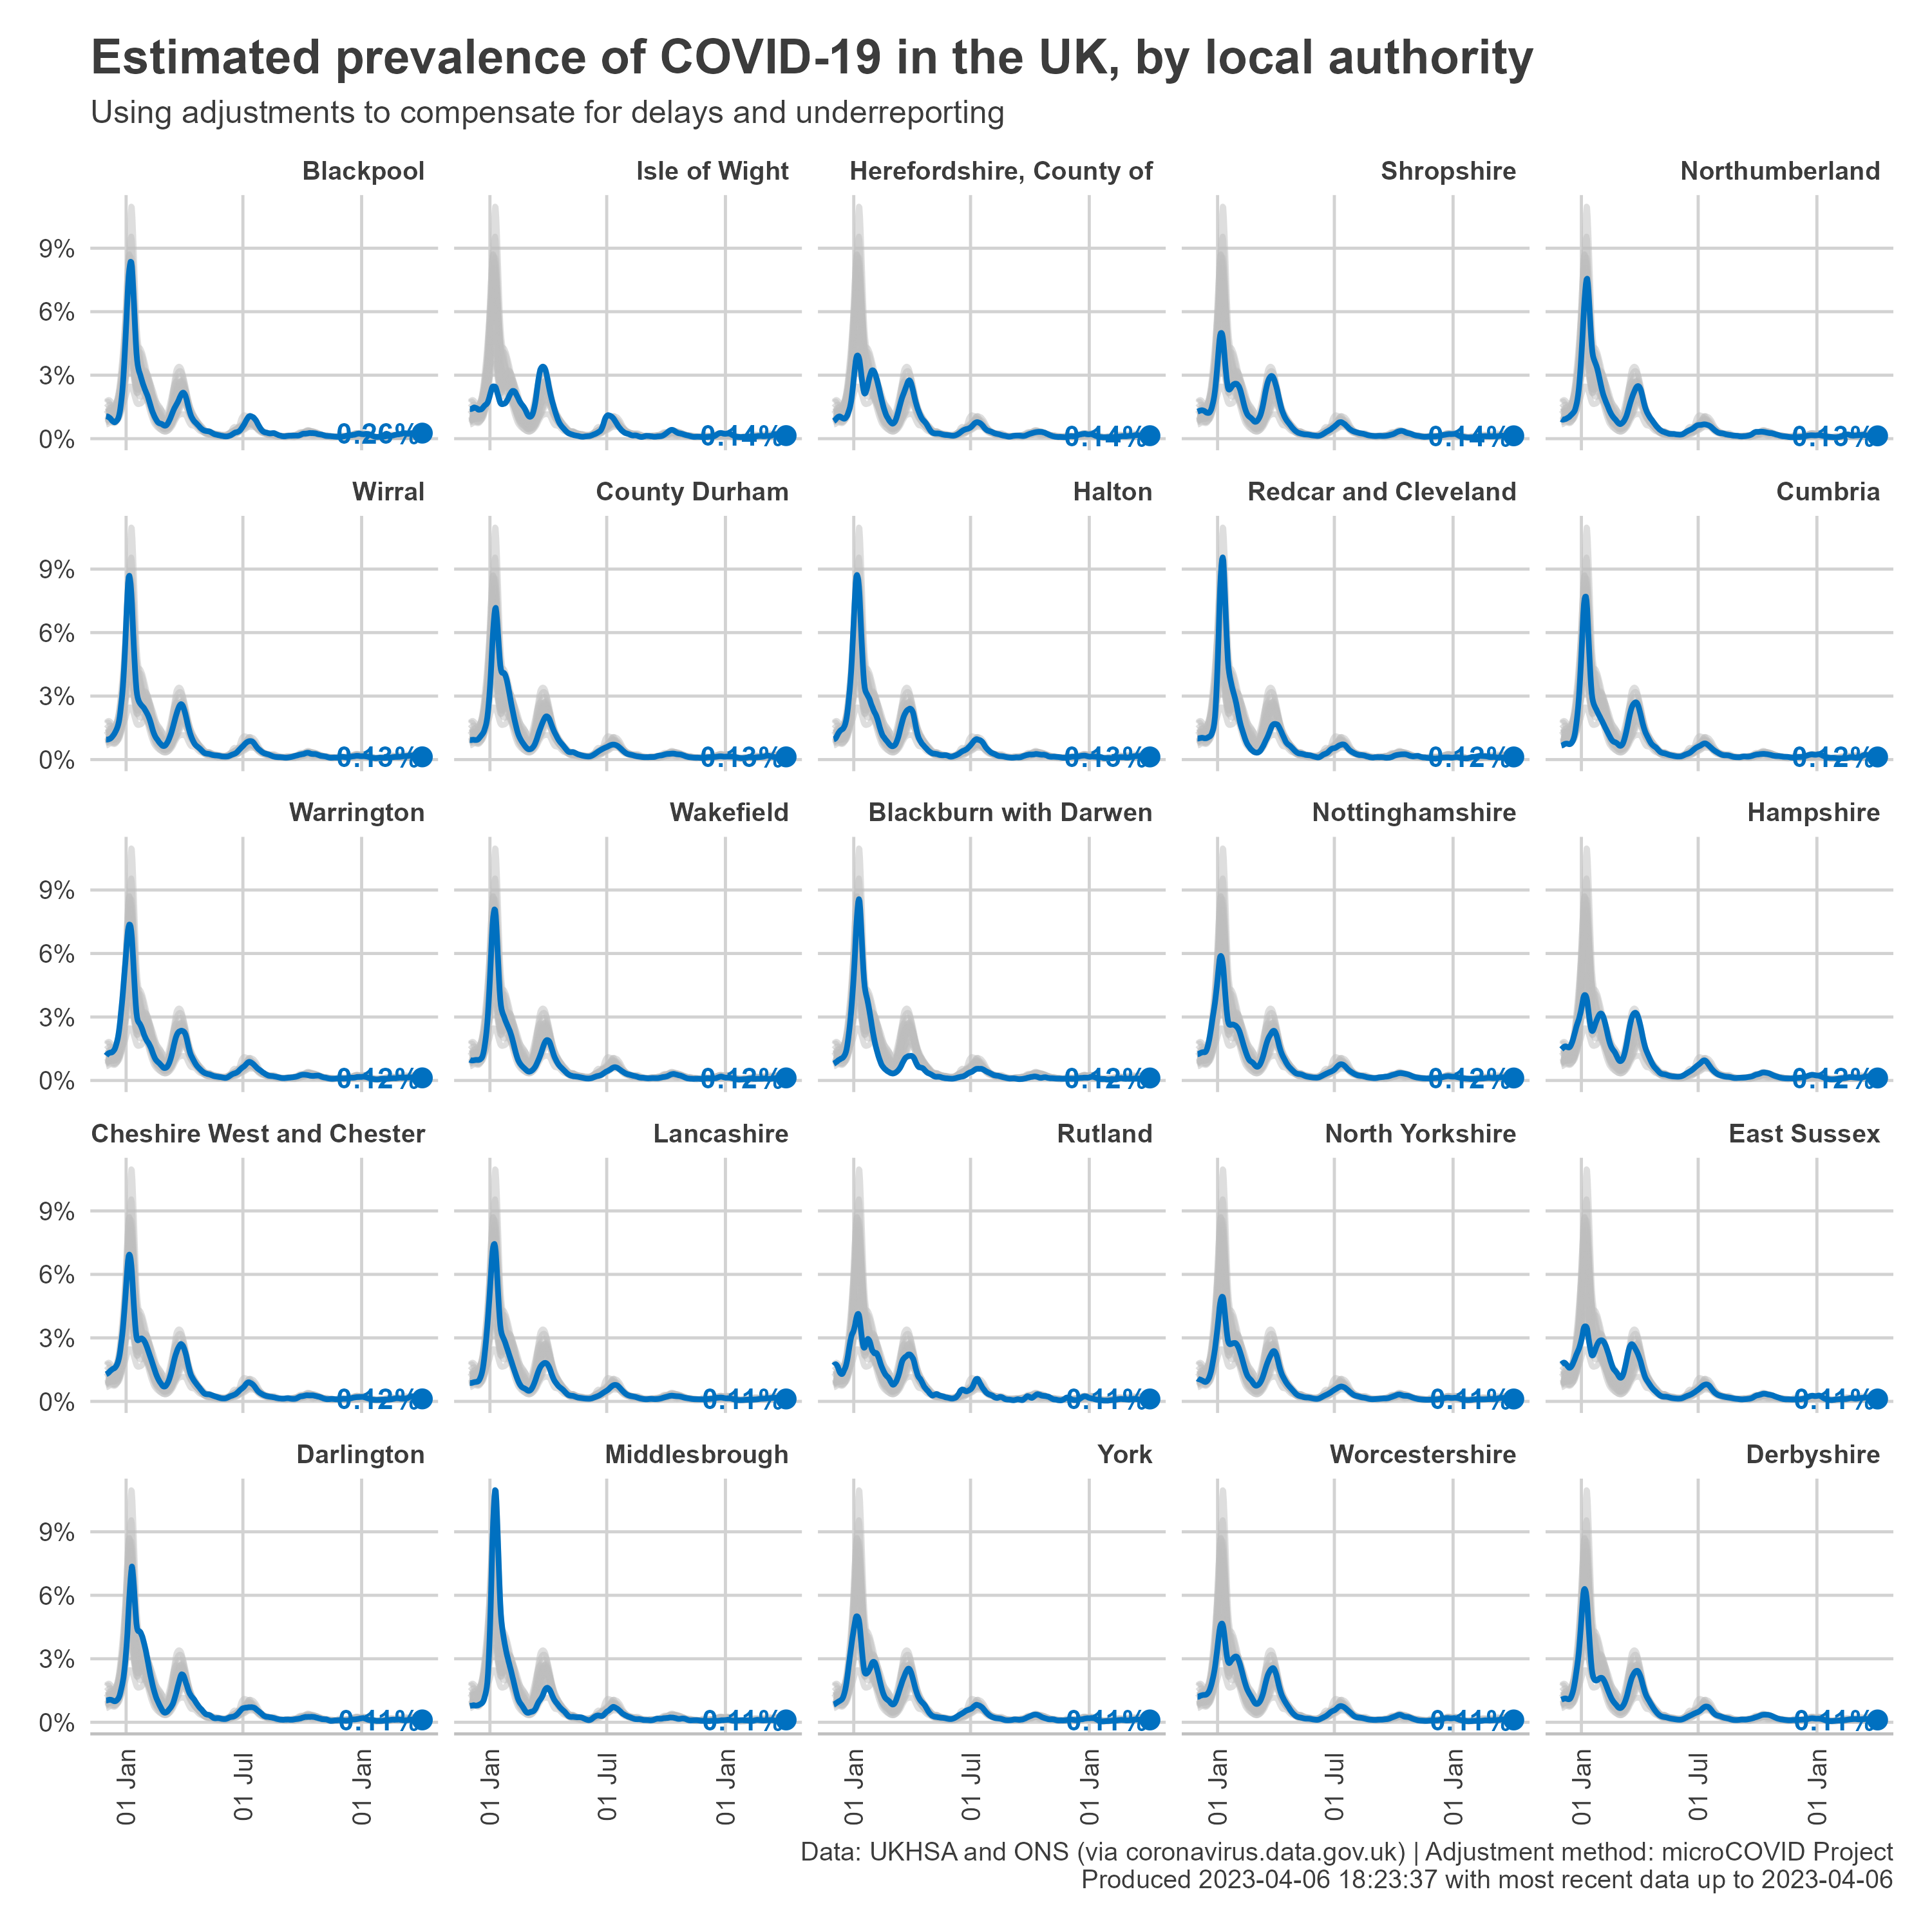 Estimated prevalence of COVID-19 in the UK, by local authority
Using adjustments to compensate for delays and underreporting
Blackpool
Isle of Wight
Herefordshire, County of
Shropshire
Northumberland
9%
6%
3%
0%
0.26%
0.14%
0.14%
0.14%
0.13%
Wirral
County Durham
Halton
Redcar and Cleveland
Cumbria
9%
6%
3%
0%
0.13%
0.13%
0.13%
0.12%
0.12%
Warrington
Wakefield
Blackburn with Darwen
Nottinghamshire
Hampshire
9%
6%
3%
0%
0.12%
0.12%
0.12%
0.12%
0.12%
Cheshire West and Chester
Lancashire
Rutland
North Yorkshire
East Sussex
9%
6%
3%
0%
0.12%
0.11%
0.11%
0.11%
0.11%
Darlington
Middlesbrough
York
Worcestershire
Derbyshire
9%
6%
3%
0%
0.11%
0.11%
0.11%
0.11%
0.11%
01 Jan
01 Jul
01 Jan
01 Jan
01 Jul
01 Jan
01 Jan
01 Jul
01 Jan
01 Jan
01 Jul
01 Jan
01 Jan
01 Jul
01 Jan
Data: UKHSA and ONS (via coronavirus.data.gov.uk) | Adjustment method: microCOVID Project
Produced 2023-04-06 18:23:37 with most recent data up to 2023-04-06